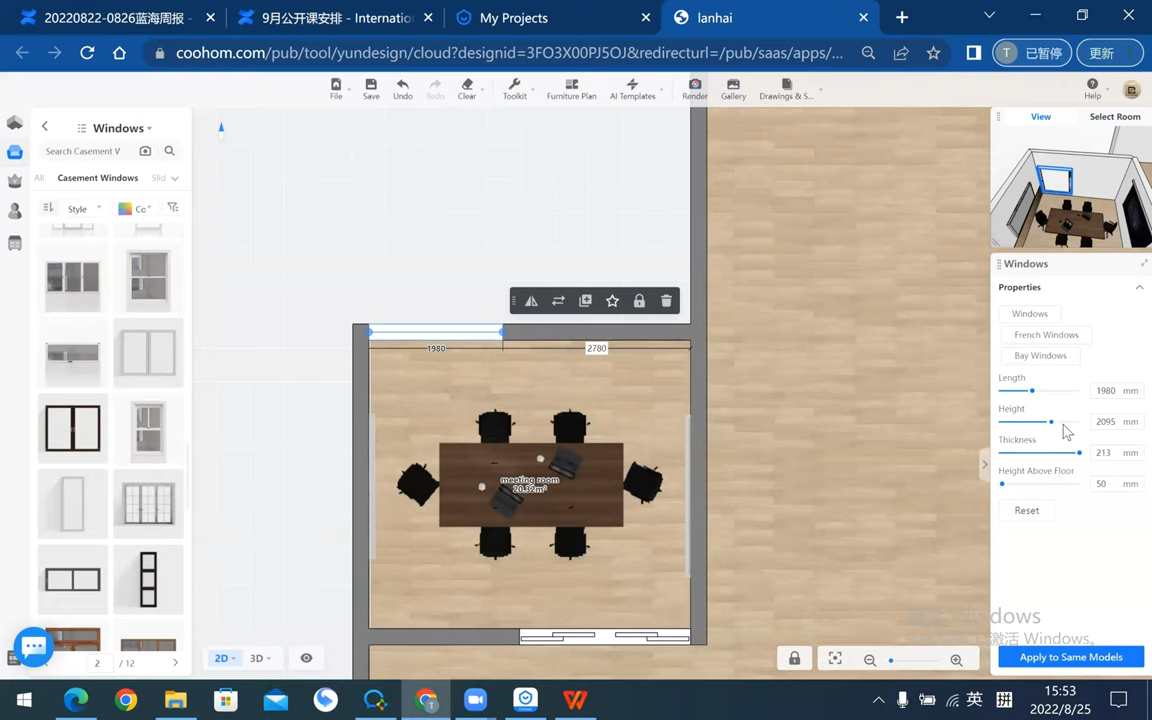 20220822-0826蓝海周报 -
9月公开课安排 - Internatio
My Projects
lanhai
coohom.com/pub/tool/yundesign/cloud?designid=3FO3X00PJ5OJ&redirecturl=/pub/saas/apps/...
T 已暂停
更新
File
Save
Undo
Redo
Clear
Toolkit
Furniture Plan
AI Templates
Render
Gallery
Drawings & S...
Help
Windows
View
Select Room
Search Casement W
All
Casement Windows
Slid
Style
Co
1980
2780
meeting room
20.32m²
Windows
Properties
Windows
French Windows
Bay Windows
Length
1980 mm
Height
2095 mm
Thickness
213 mm
Height Above Floor
50 mm
Reset
Windows
激活 Windows。
Apply to Same Models
2 / 12
2D
3D
英
拼
15:53
2022/8/25